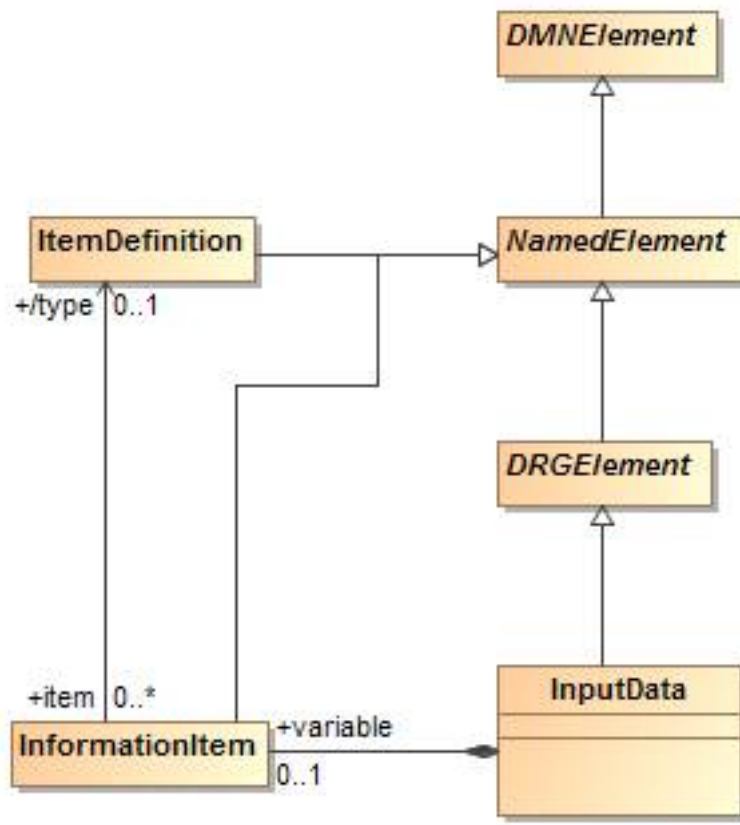 DMNElement
ItemDefinition
NamedElement
+/type 0..1
DRGElement
+item 0..*
InputData
InformationItem
+variable
0..1